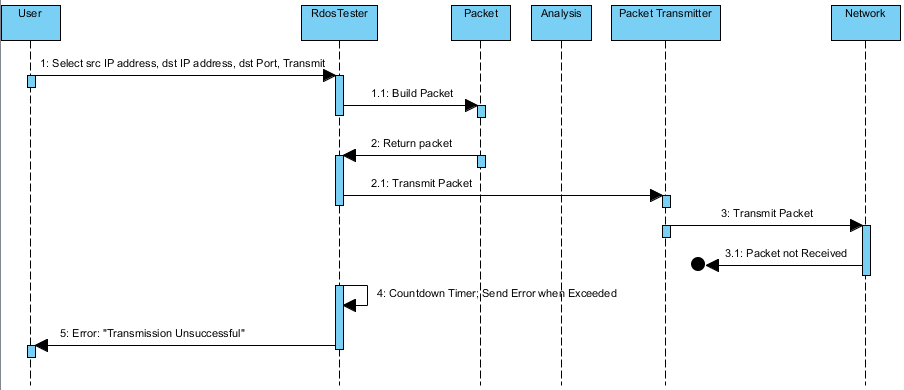 User
RdosTester
Packet
Analysis
Packet Transmitter
Network
1: Select src IP address, dst IP address, dst Port, Transmit
1.1: Build Packet
2: Return packet
2.1: Transmit Packet
3: Transmit Packet
3.1: Packet not Received
4: Countdown Timer; Send Error when Exceeded
5: Error: "Transmission Unsuccessful"